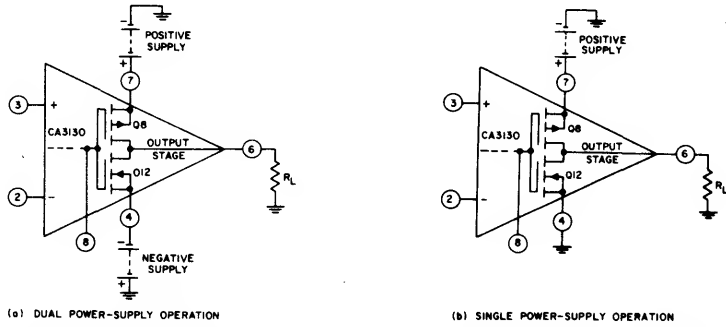 POSITIVE
SUPPLY
7
3
+
CA3130
Q8
OUTPUT
STAGE
6
Q12
RL
2
-
4
8
NEGATIVE
SUPPLY
(a) DUAL POWER-SUPPLY OPERATION
POSITIVE
SUPPLY
7
3
+
CA3130
Q8
OUTPUT
STAGE
6
Q12
RL
2
-
4
8
(b) SINGLE POWER-SUPPLY OPERATION